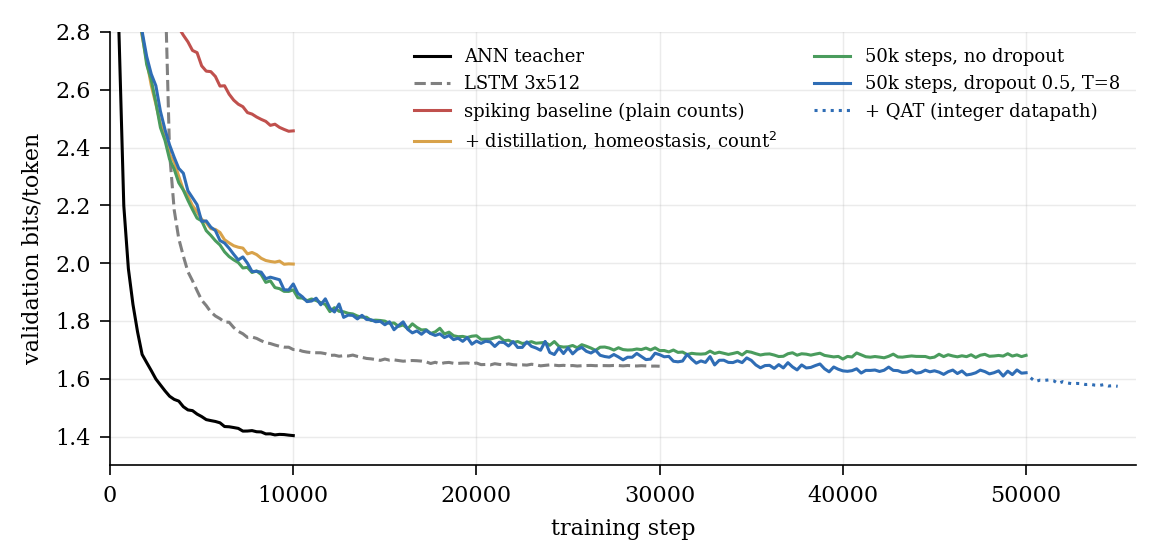 2.8
2.6
2.4
2.2
2.0
1.8
1.6
1.4
validation bits/token
ANN teacher
LSTM 3x512
spiking baseline (plain counts)
+ distillation, homeostasis, count²
50k steps, no dropout
50k steps, dropout 0.5, T=8
+ QAT (integer datapath)
0 10000 20000 30000 40000 50000
training step